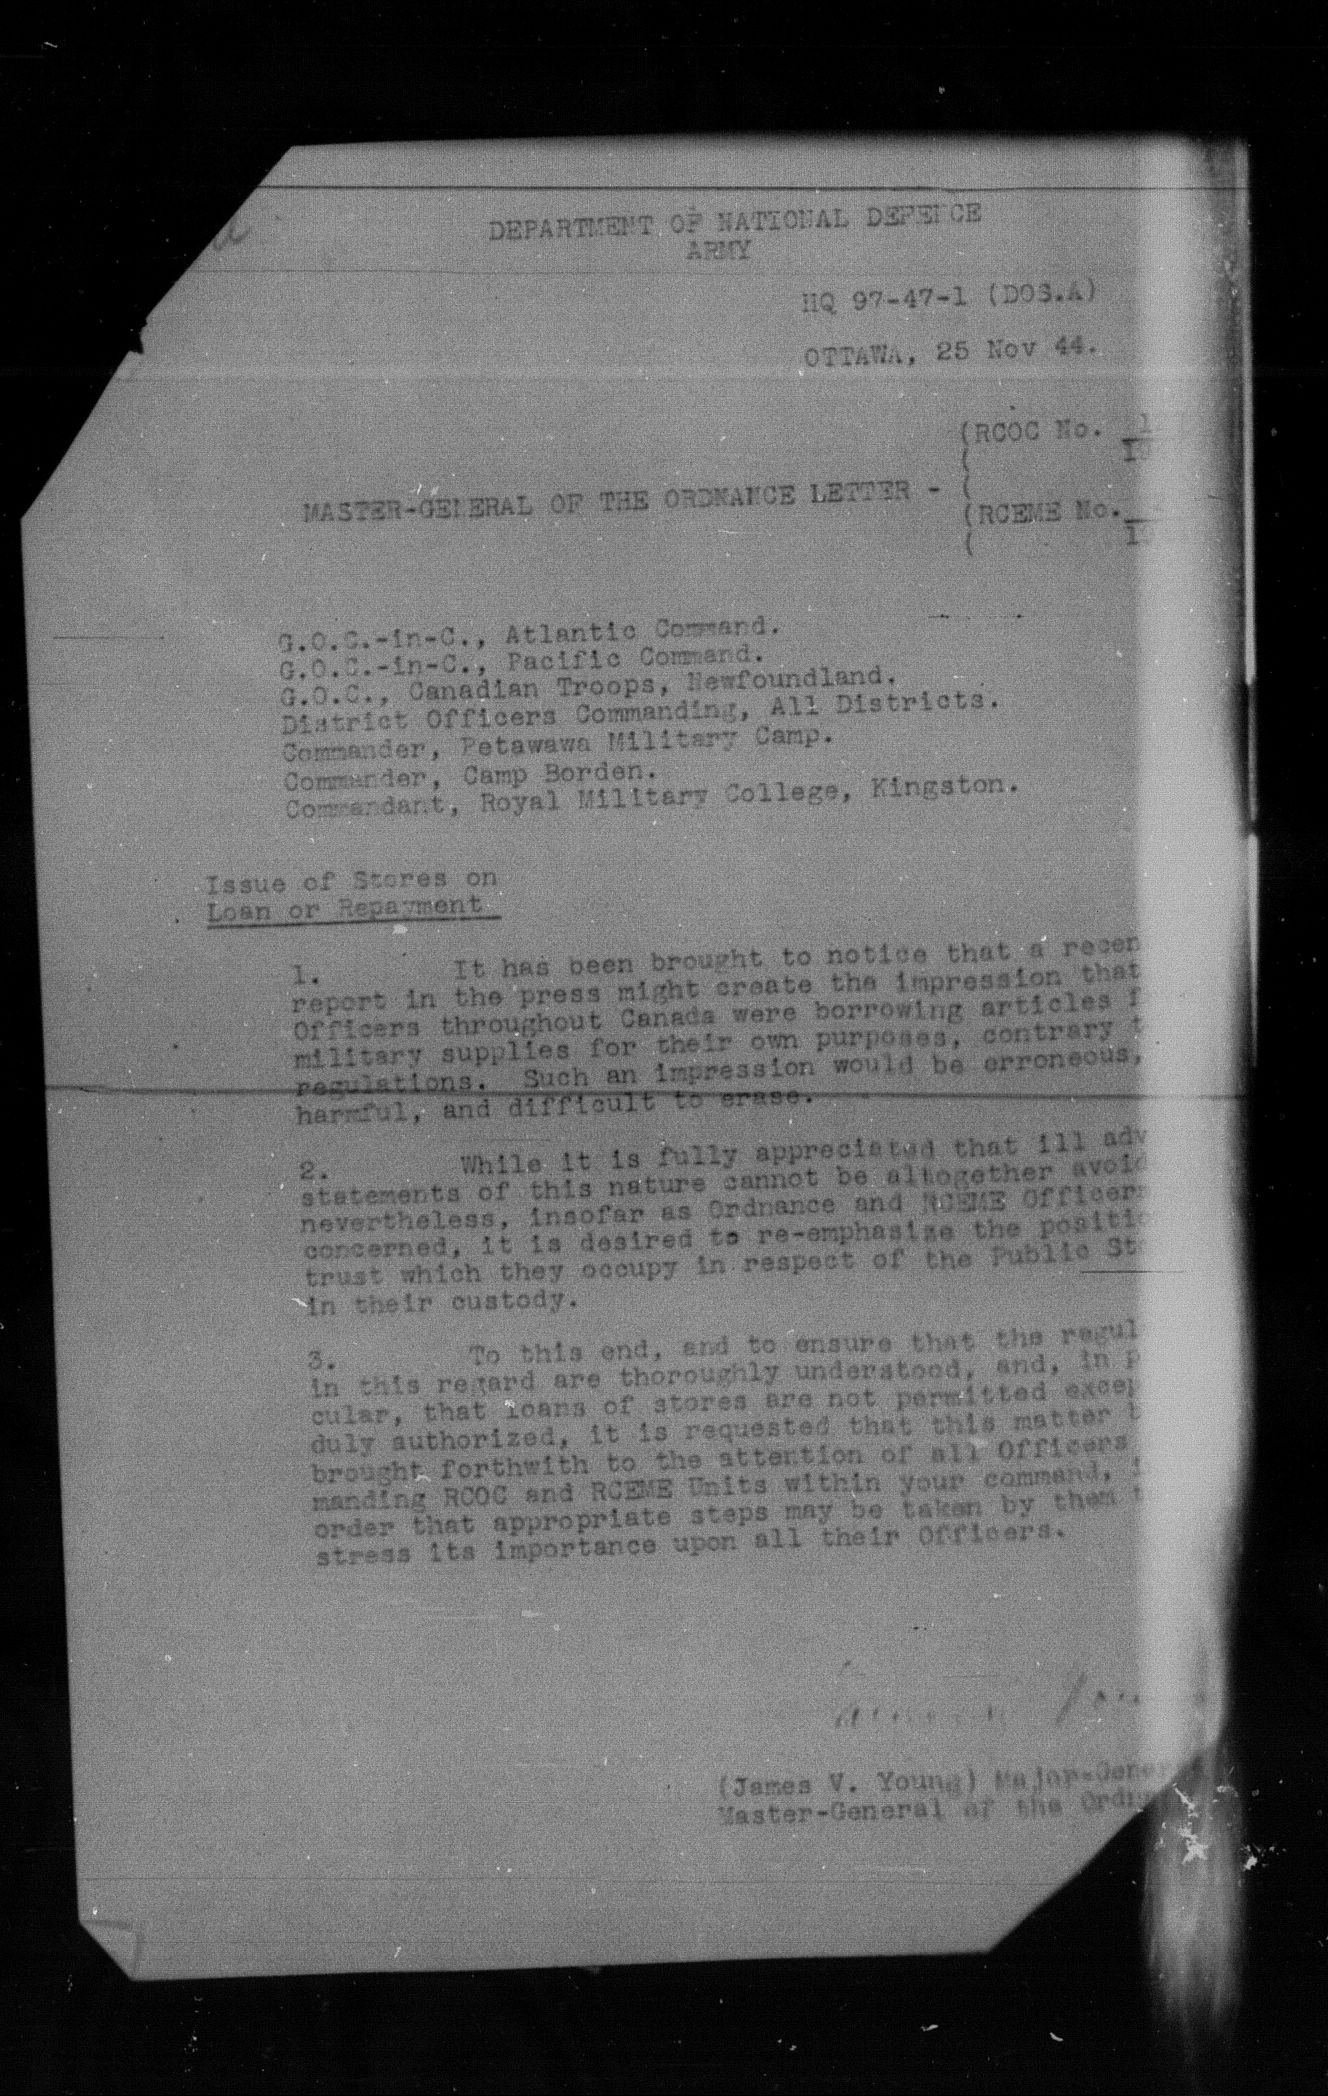 DEPARTMENT OF NATIONAL DEFENCE
ARMY
HQ 97-47-1 (DOS.A)
OTTAWA, 25 Nov 44.
(RCOC No.
MASTER-GENERAL OF THE ORDNANCE LETTER -
(RCEME No.
G.O.C.-in-C., Atlantic Command.
G.O.C.-in-C., Pacific Command.
G.O.C., Canadian Troops, Newfoundland.
District Officers Commanding, All Districts.
Commander, Petawawa Military Camp.
Commander, Camp Borden.
Commandant, Royal Military College, Kingston.
Issue of Stores on
Loan or Repayment
1. It has been brought to notice that a recen
report in the press might create the impression that
Officers throughout Canada were borrowing articles f
military supplies for their own purposes, contrary t
regulations. Such an impression would be erroneous,
harmful, and difficult to erase.
2. While it is fully appreciated that ill adv
statements of this nature cannot be altogether avoid
nevertheless, insofar as Ordnance and RCEME Officers
concerned, it is desired to re-emphasize the positio
trust which they occupy in respect of the Public Sto
in their custody.
3. To this end, and to ensure that the regul
in this regard are thoroughly understood, and, in p
cular, that loans of stores are not permitted excep
duly authorized, it is requested that this matter b
brought forthwith to the attention of all Officers
manding RCOC and RCEME Units within your command, i
order that appropriate steps may be taken by them t
stress its importance upon all their Officers.
(James V. Young) Major-Gener
Master-General of the Ordn